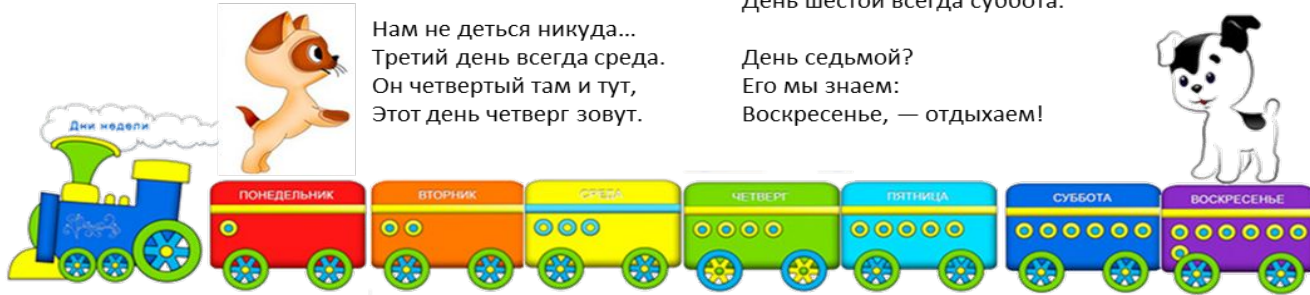 Нам не деться никуда...
Третий день всегда среда.
Он четвертый там и тут,
Этот день четверг зовут.
День шестой всегда суббота.
День седьмой?
Его мы знаем:
Воскресенье, — отдыхаем!
Дни недели
ПОНЕДЕЛЬНИК
ВТОРНИК
СРЕДА
ЧЕТВЕРГ
ПЯТНИЦА
СУББОТА
ВОСКРЕСЕНЬЕ